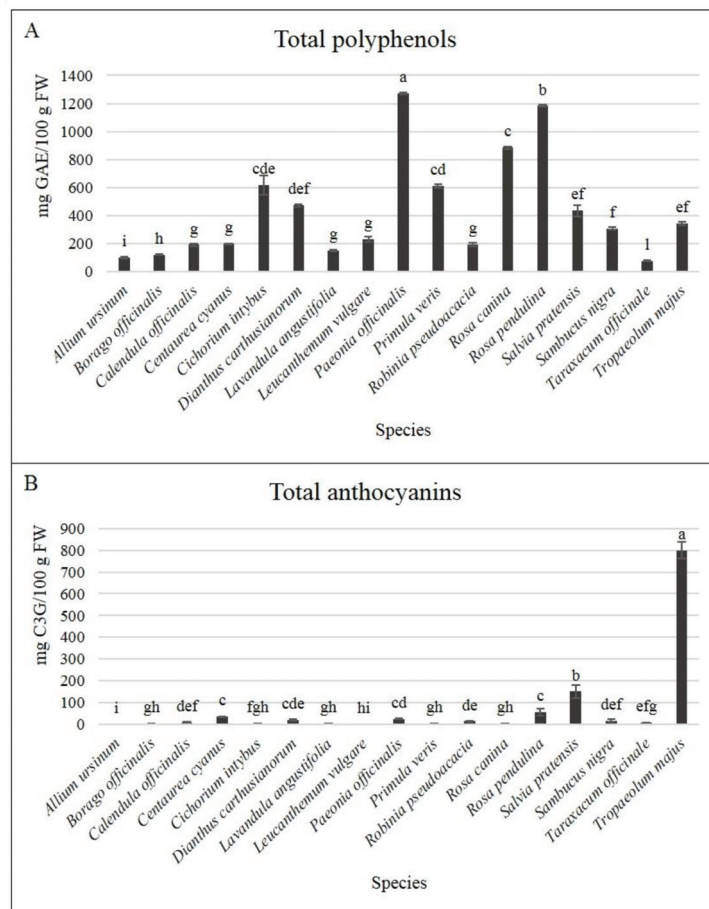 A
Total polyphenols
mg GAE/100 g FW
1400
1200
1000
800
600
400
200
0
i
h
g
g
cde
def
g
g
a
cd
g
c
b
ef
f
l
ef
Allium ursinum
Borago officinalis
Calendula officinalis
Centaurea cyanus
Cichorium intybus
Dianthus carthusianorum
Lavandula angustifolia
Leucanthemum vulgare
Paeonia officinalis
Primula veris
Robinia pseudoacacia
Rosa canina
Rosa pendulina
Salvia pratensis
Sambucus nigra
Taraxacum officinale
Tropaeolum majus
Species
B
Total anthocyanins
mg C3G/100 g FW
900
800
700
600
500
400
300
200
100
0
i
gh
def
c
fgh
cde
gh
hi
cd
gh
de
gh
c
b
def
efg
a
Allium ursinum
Borago officinalis
Calendula officinalis
Centaurea cyanus
Cichorium intybus
Dianthus carthusianorum
Lavandula angustifolia
Leucanthemum vulgare
Paeonia officinalis
Primula veris
Robinia pseudoacacia
Rosa canina
Rosa pendulina
Salvia pratensis
Sambucus nigra
Taraxacum officinale
Tropaeolum majus
Species